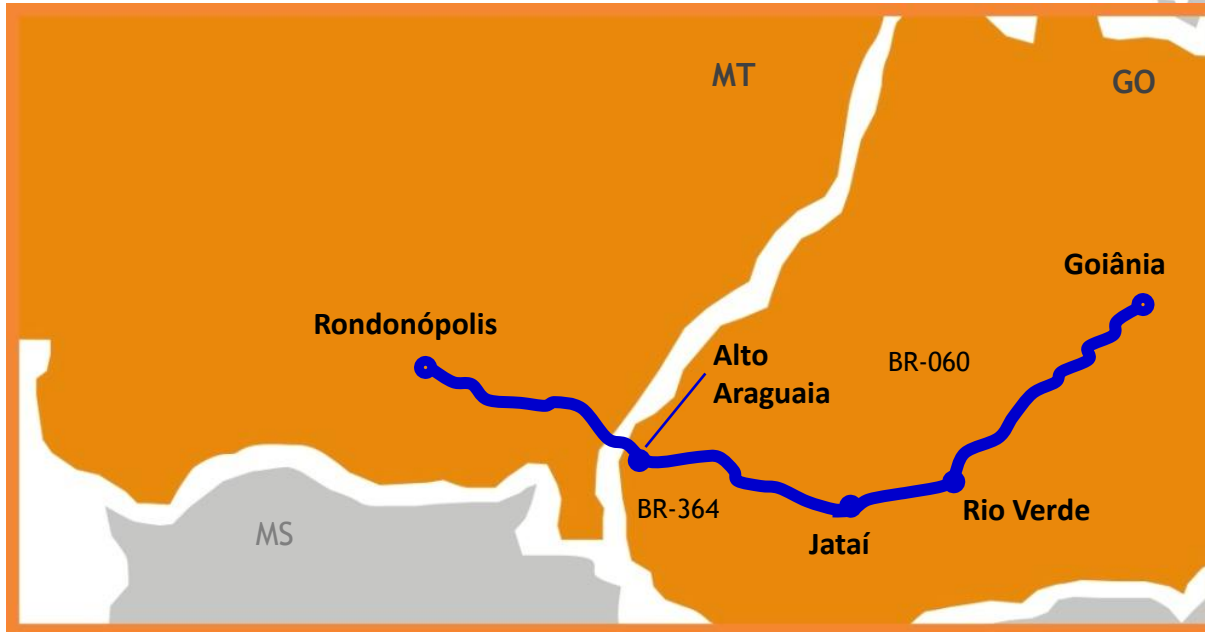 MT
GO
Goiânia
Rondonópolis
Alto
Araguaia
BR-060
BR-364
Rio Verde
MS
Jataí